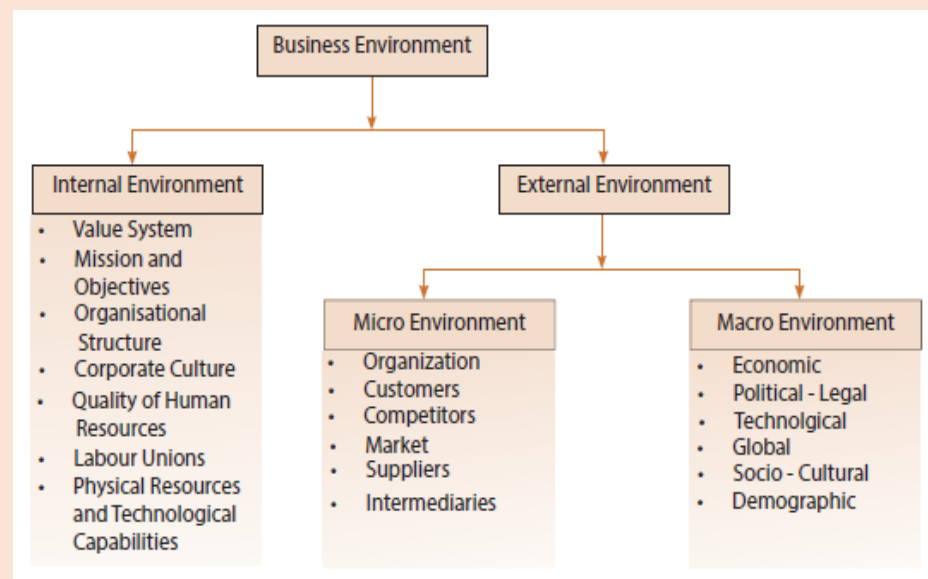 Business Environment
Internal Environment
• Value System
• Mission and
Objectives
• Organisational
Structure
• Corporate Culture
• Quality of Human
Resources
• Labour Unions
• Physical Resources
and Technological
Capabilities
External Environment
Micro Environment
• Organization
• Customers
• Competitors
• Market
• Suppliers
• Intermediaries
Macro Environment
• Economic
• Political - Legal
• Technolgical
• Global
• Socio - Cultural
• Demographic